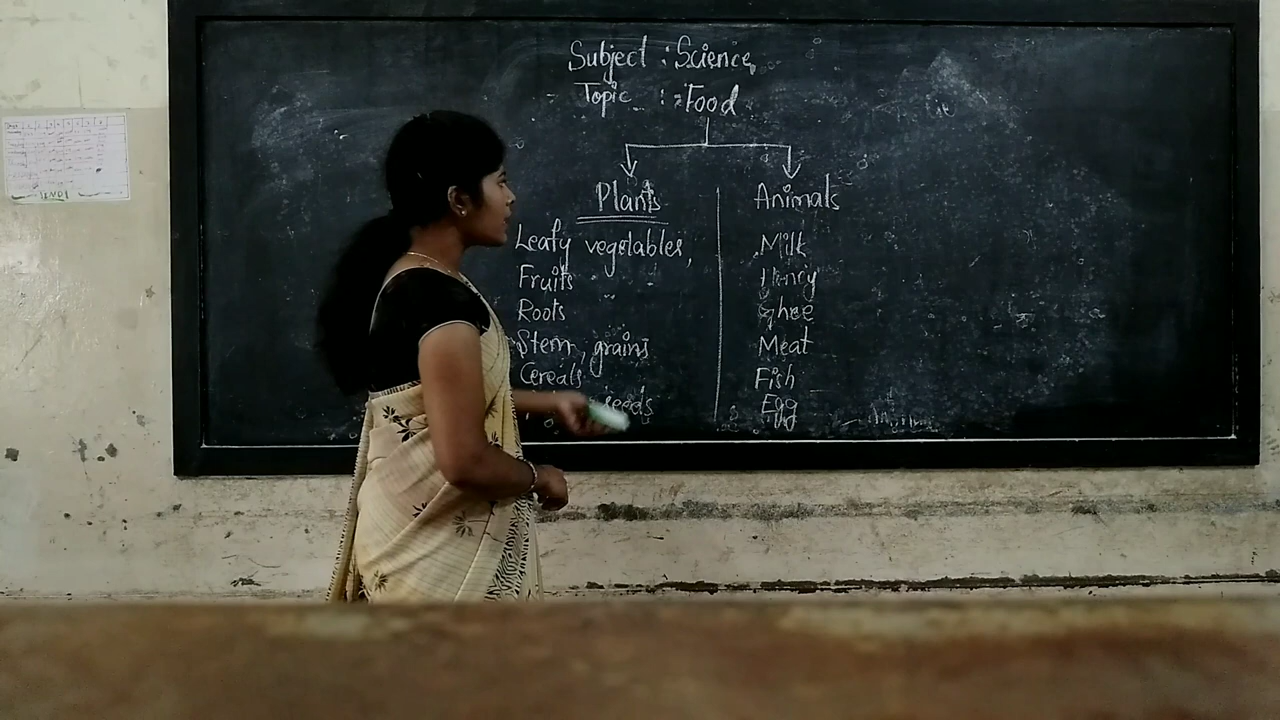 Subject : Science
Topic : Food
Plants
Animals
Leafy vegetables,
Fruits
Roots
Stem, grains
Cereals
seeds
Milk
Honey
Ghee
Meat
Fish
Egg